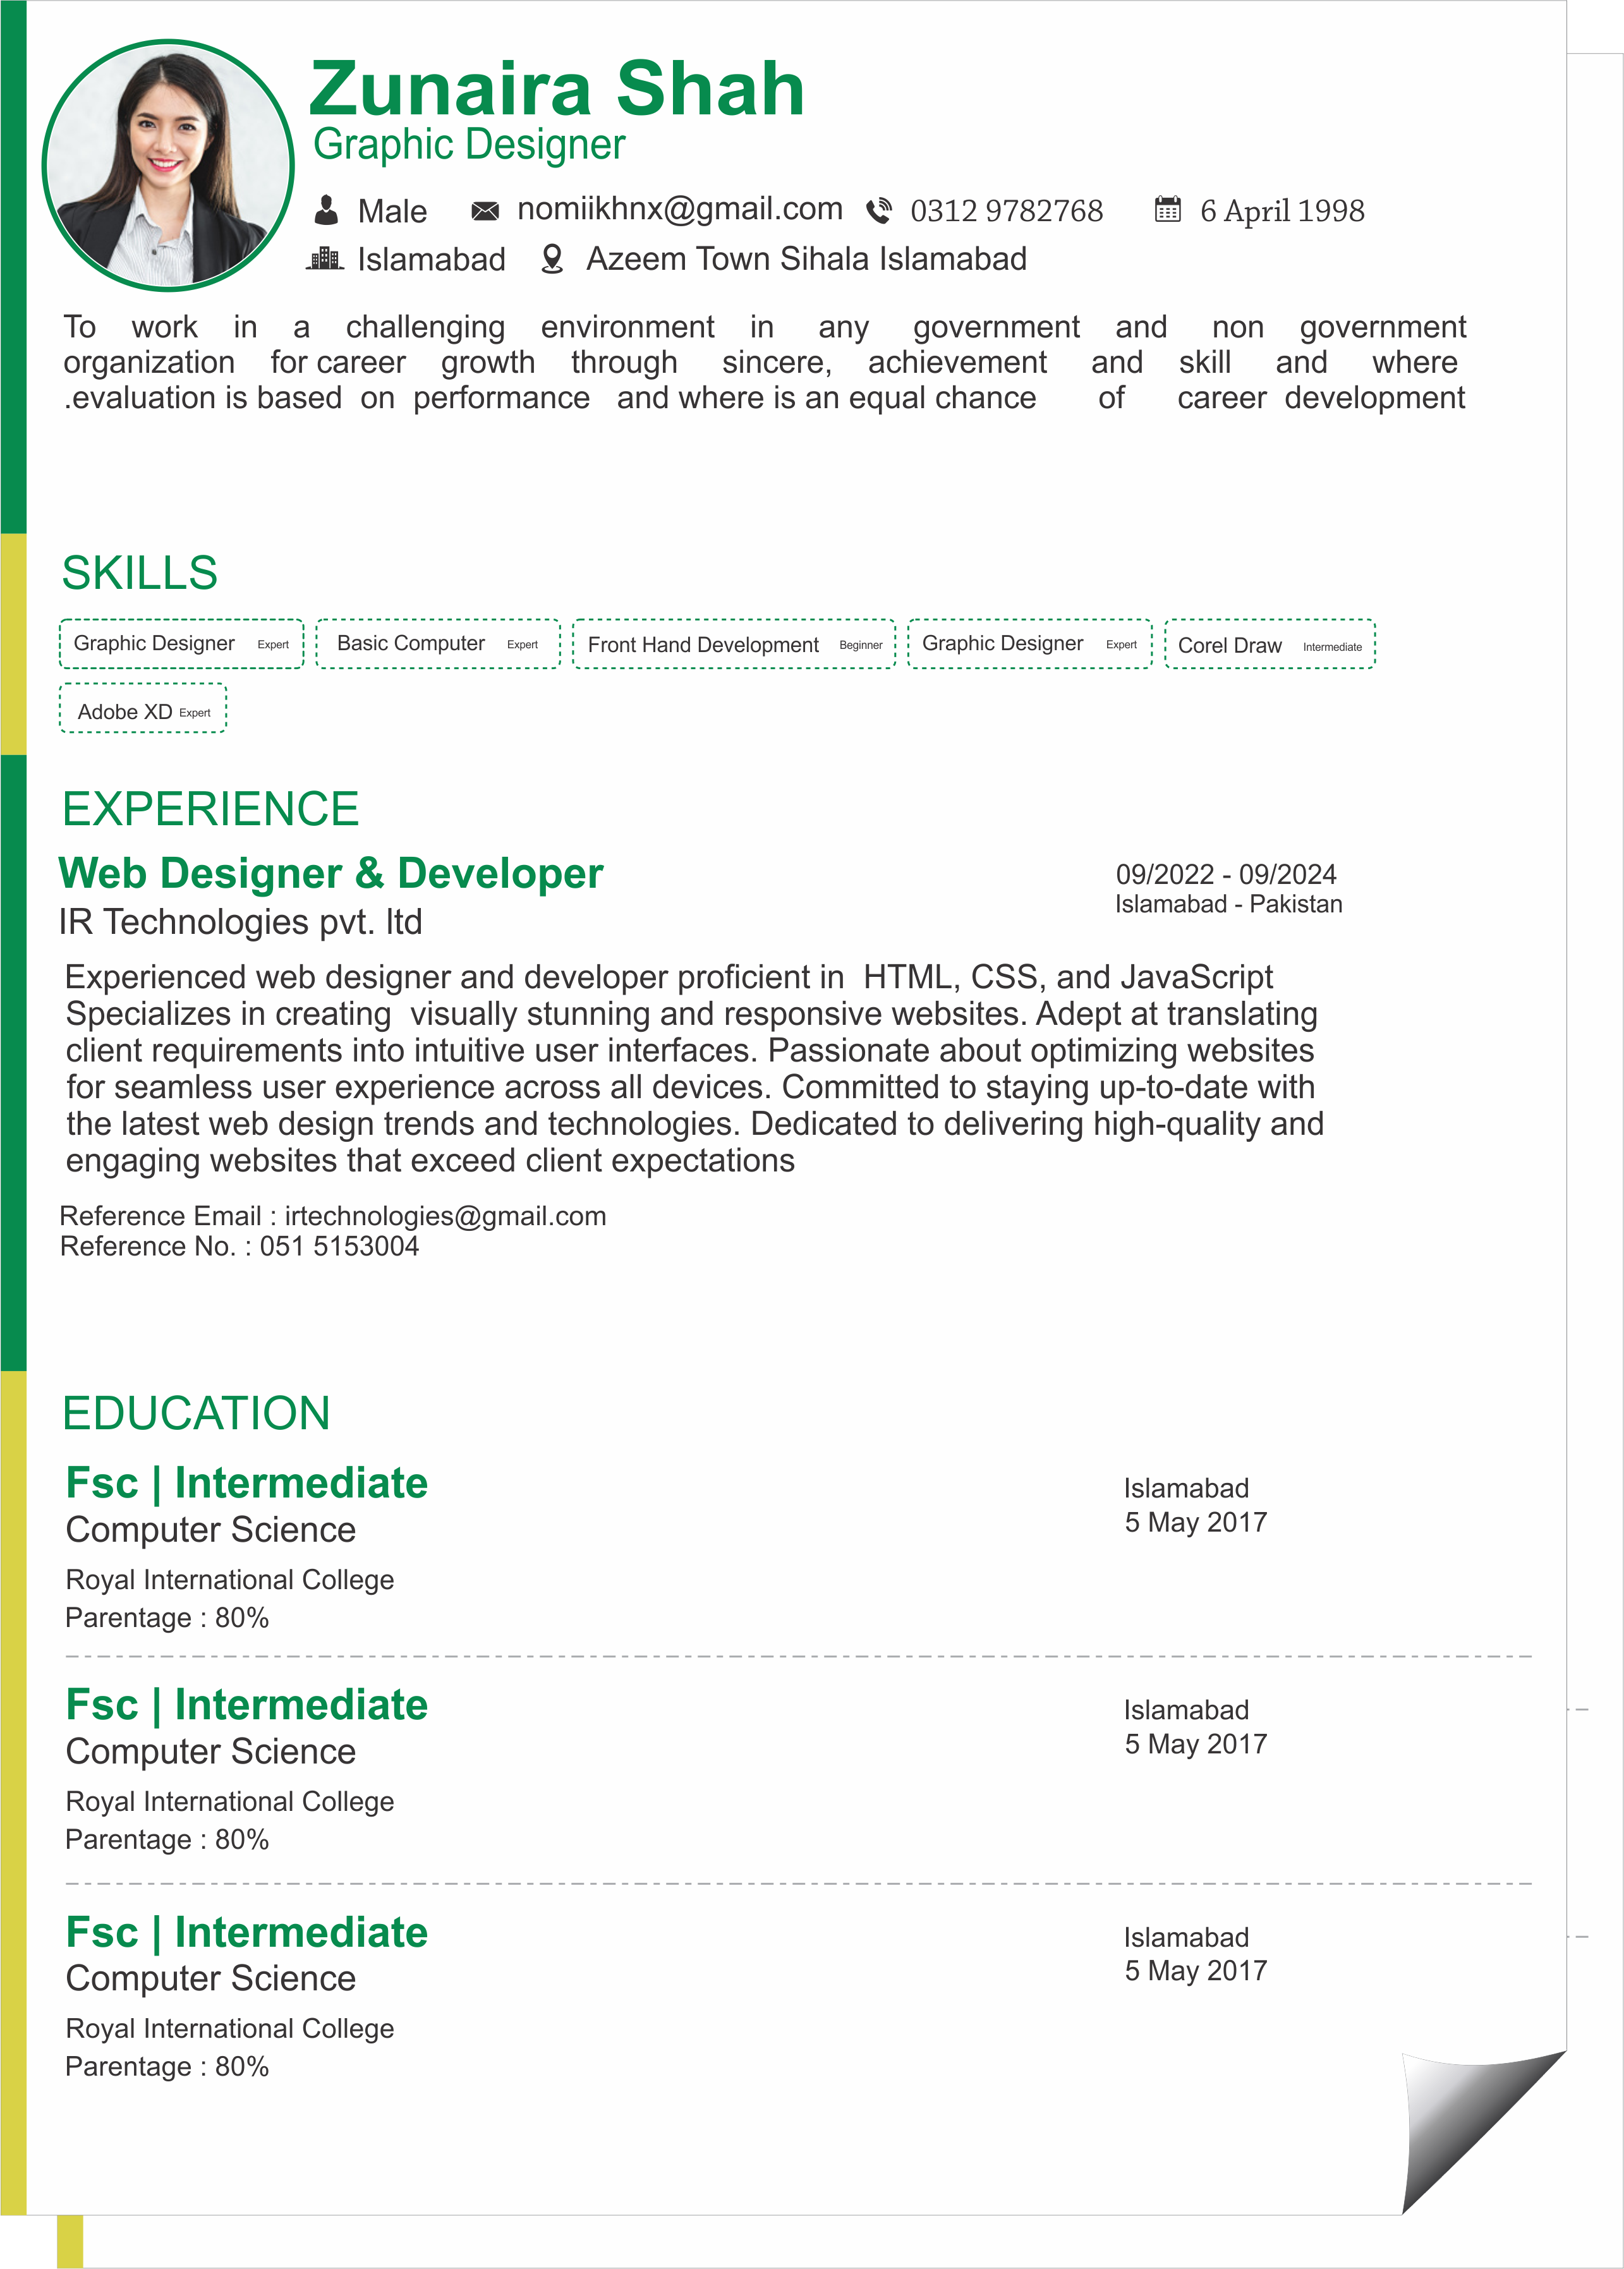 Zunaira Shah
Graphic Designer
Male nomiikhnx@gmail.com 0312 9782768 6 April 1998
Islamabad Azeem Town Sihala Islamabad
To work in a challenging environment in any government and non government
organization for career growth through sincere, achievement and skill and where
.evaluation is based on performance and where is an equal chance of career development
SKILLS
Graphic Designer Expert Basic Computer Expert Front Hand Development Beginner Graphic Designer Expert Corel Draw Intermediate
Adobe XD Expert
EXPERIENCE
Web Designer & Developer 09/2022 - 09/2024
IR Technologies pvt. ltd Islamabad - Pakistan
Experienced web designer and developer proficient in HTML, CSS, and JavaScript
Specializes in creating visually stunning and responsive websites. Adept at translating
client requirements into intuitive user interfaces. Passionate about optimizing websites
for seamless user experience across all devices. Committed to staying up-to-date with
the latest web design trends and technologies. Dedicated to delivering high-quality and
engaging websites that exceed client expectations
Reference Email : irtechnologies@gmail.com
Reference No. : 051 5153004
EDUCATION
Fsc | Intermediate Islamabad
Computer Science 5 May 2017
Royal International College
Parentage : 80%
Fsc | Intermediate Islamabad
Computer Science 5 May 2017
Royal International College
Parentage : 80%
Fsc | Intermediate Islamabad
Computer Science 5 May 2017
Royal International College
Parentage : 80%